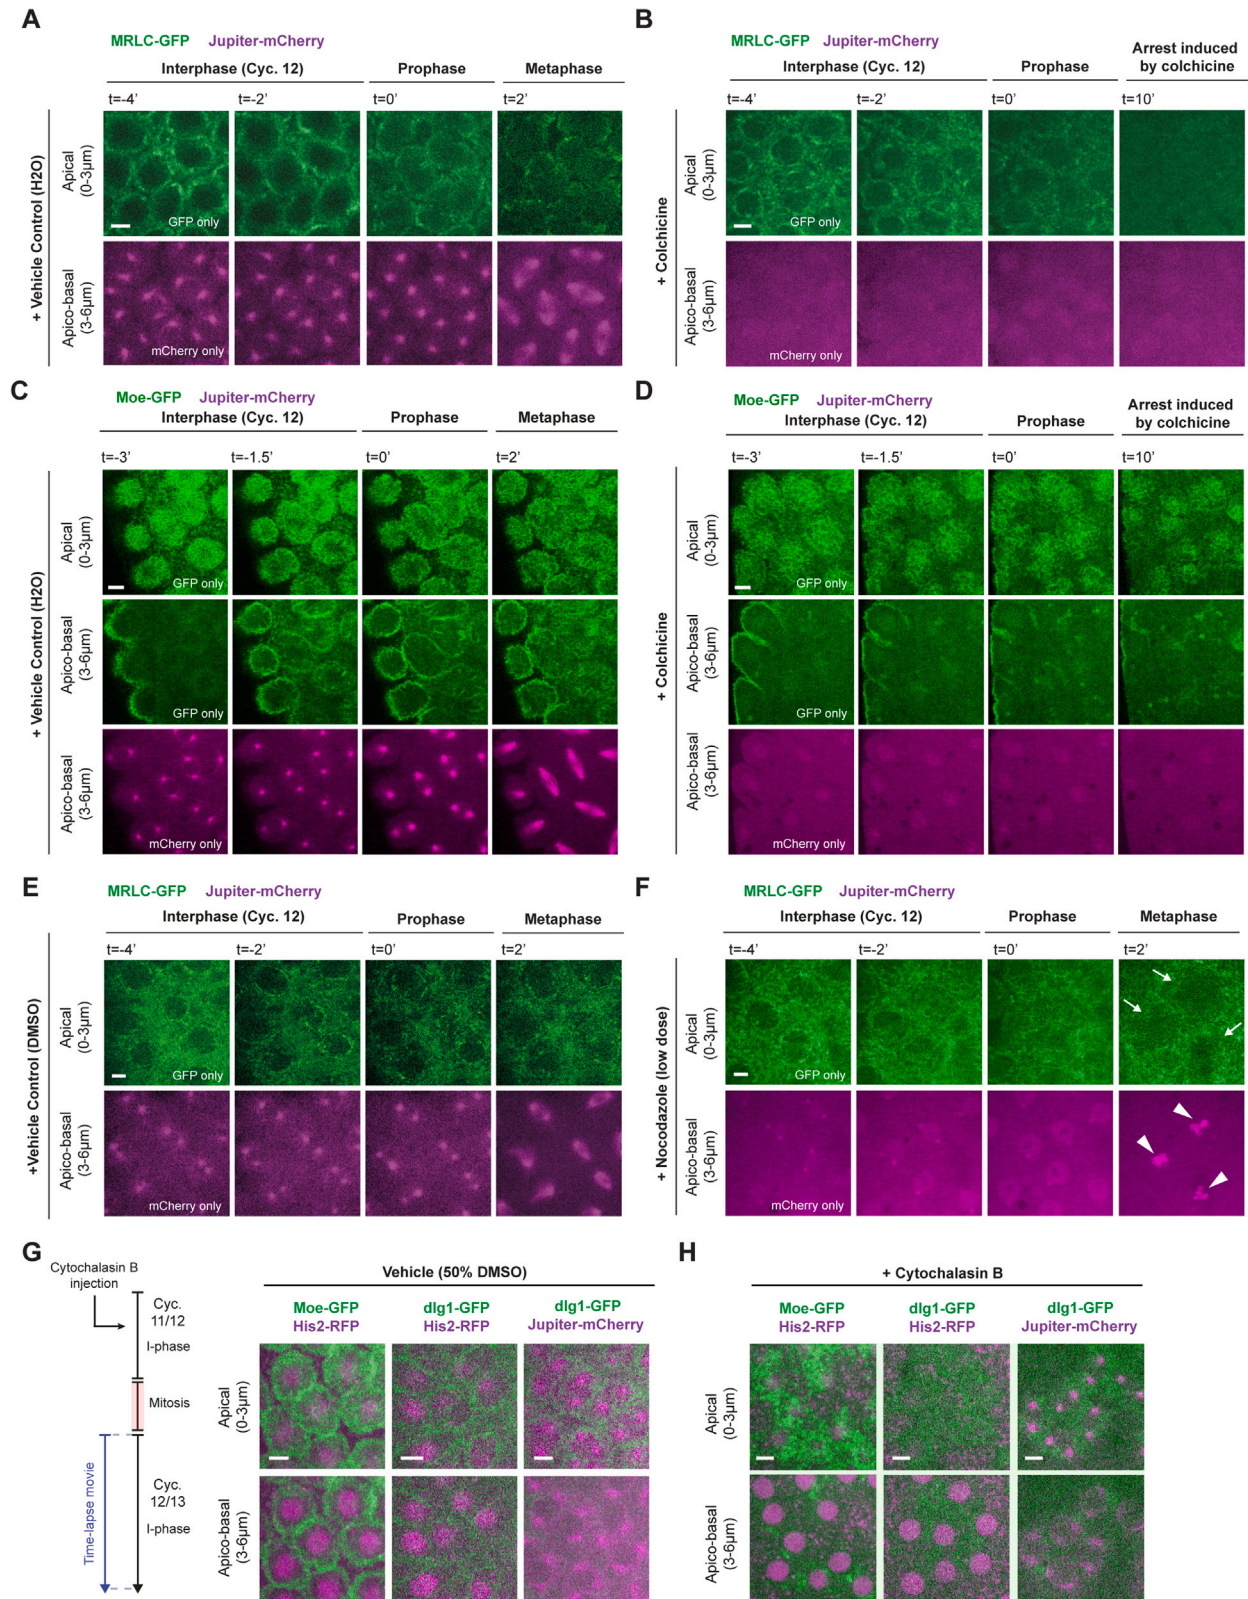 A
MRLC-GFP Jupiter-mCherry
Interphase (Cyc. 12) Prophase Metaphase
t=-4' t=-2' t=0' 2'
+ Vehicle Control (H2O)
Apical
(0-3μm)
GFP only
Apico-basal
(3-6μm)
mCherry only
B
MRLC-GFP Jupiter-mCherry
Interphase (Cyc. 12) Prophase Arrest induced
by colchicine
t=-4' t=-2' t=0' t=10'
+ Colchicine
Apical
(0-3μm)
GFP only
Apico-basal
(3-6μm)
mCherry only
C
Moe-GFP Jupiter-mCherry
Interphase (Cyc. 12) Prophase Metaphase
t=-3' t=-1.5' t=0' t=2'
+ Vehicle Control (H2O)
Apical
(0-3μm)
GFP only
Apico-basal
(3-6μm)
GFP only
Apico-basal
(3-6μm)
mCherry only
D
Moe-GFP Jupiter-mCherry
Interphase (Cyc. 12) Prophase Arrest induced
by colchicine
t=-3' t=-1.5' t=0' t=10'
+ Colchicine
Apical
(0-3μm)
GFP only
Apico-basal
(3-6μm)
GFP only
Apico-basal
(3-6μm)
mCherry only
E
MRLC-GFP Jupiter-mCherry
Interphase (Cyc. 12) Prophase Metaphase
t=-4' t=-2' t=0' t=2'
+Vehicle Control (DMSO)
Apical
(0-3μm)
GFP only
Apico-basal
(3-6μm)
mCherry only
F
MRLC-GFP Jupiter-mCherry
Interphase (Cyc. 12) Prophase Metaphase
t=-4' t=-2' t=0' t=2'
+ Nocodazole (low dose)
Apical
(0-3μm)
GFP only
Apico-basal
(3-6μm)
mCherry only
G
Cytochalasin B
injection
Cyc.
11/12
I-phase
Mitosis
Time-lapse movie
Cyc.
12/13
I-phase
Vehicle (50% DMSO)
Moe-GFP dlg1-GFP dlg1-GFP
His2-RFP His2-RFP Jupiter-mCherry
Apical
(0-3μm)
Apico-basal
(3-6μm)
H
+ Cytochalasin B
Moe-GFP dlg1-GFP dlg1-GFP
His2-RFP His2-RFP Jupiter-mCherry
Apical
(0-3μm)
Apico-basal
(3-6μm)